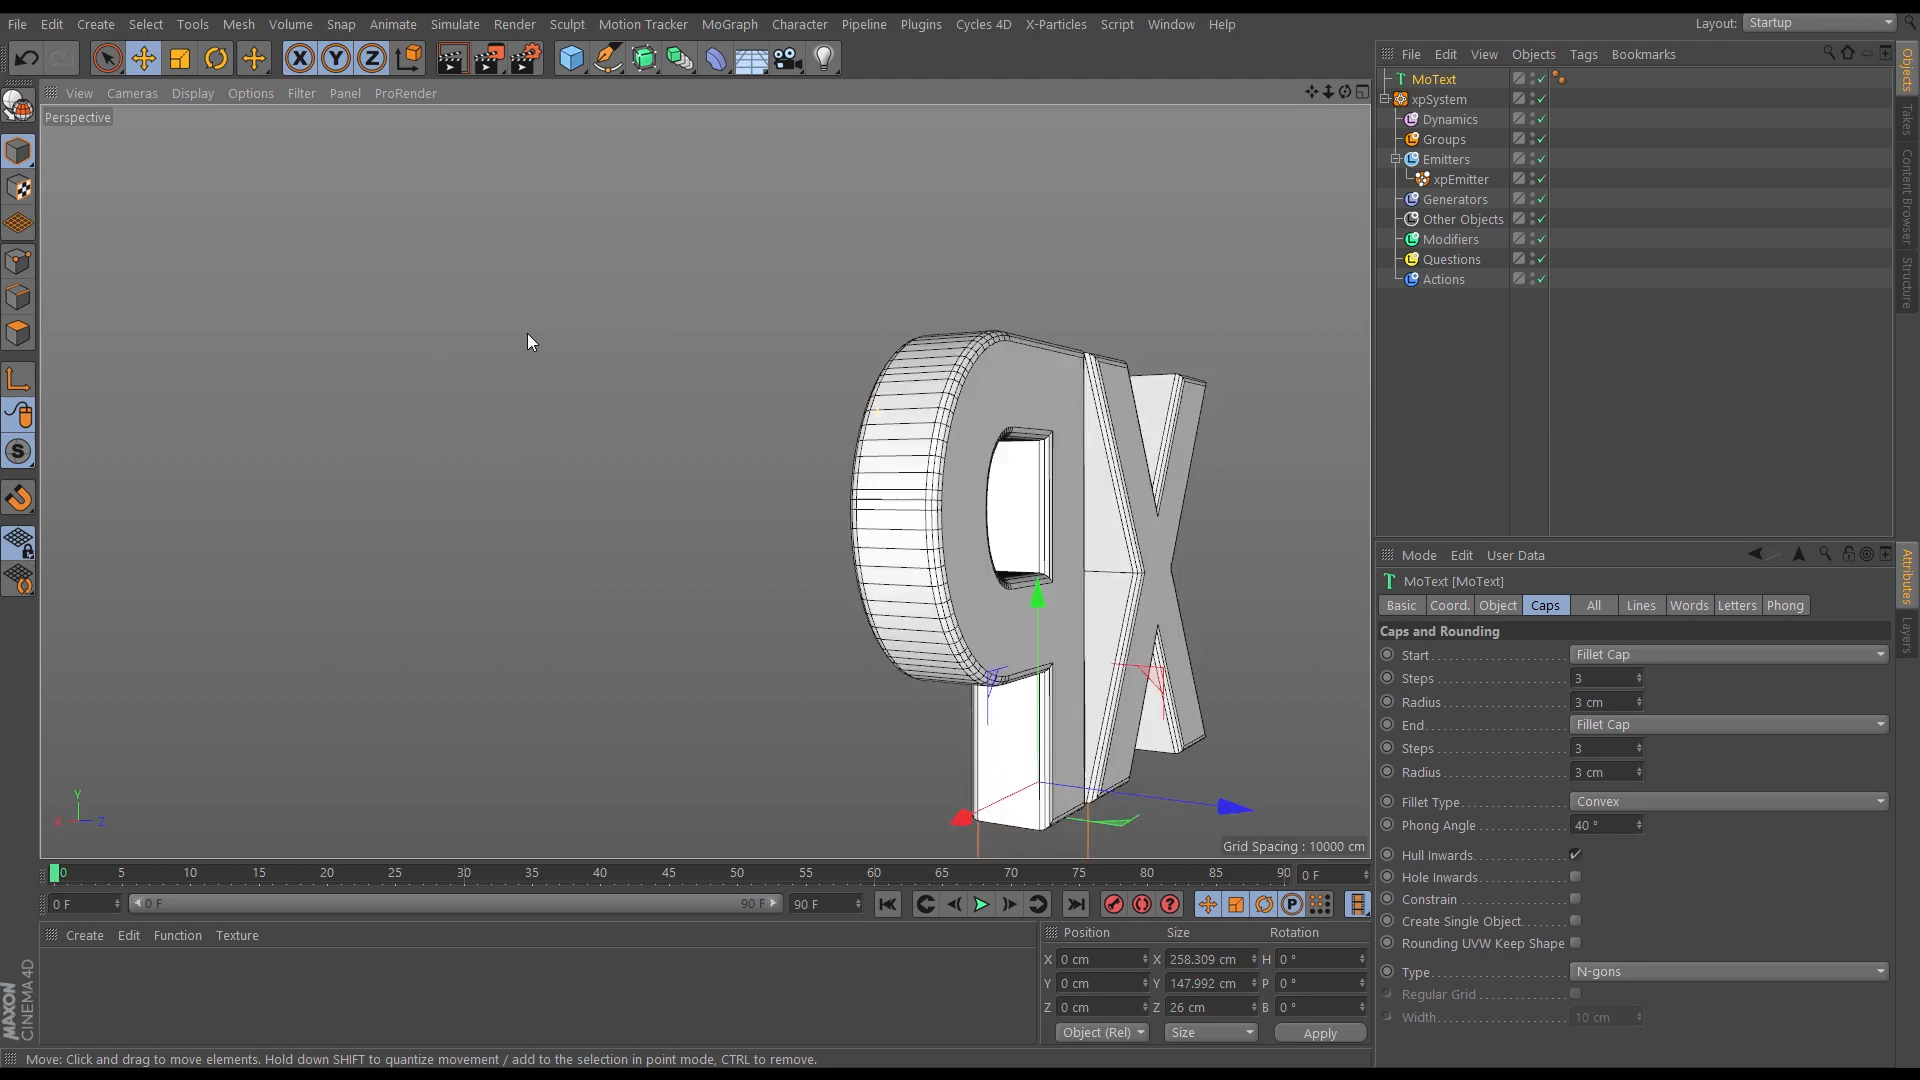 File Edit Create Select Tools Mesh Volume Snap Animate Simulate Render Sculpt Motion Tracker MoGraph Character Pipeline Plugins Cycles 4D X-Particles Script Window Help
Layout: Startup
View Cameras Display Options Filter Panel ProRender
Perspective
Grid Spacing : 10000 cm
Y
X Z
0 5 10 15 20 25 30 35 40 45 50 55 60 65 70 75 80 85 90 0 F
0 F 0 F 90 F 90 F
Create Edit Function Texture
Position Size Rotation
X 0 cm X 258.309 cm H 0 °
Y 0 cm Y 147.992 cm P 0 °
Z 0 cm Z 26 cm B 0 °
Object (Rel) Size Apply
MAXON
CINEMA 4D
Move: Click and drag to move elements. Hold down SHIFT to quantize movement / add to the selection in point mode, CTRL to remove.
File Edit View Objects Tags Bookmarks
MoText
xpSystem
Dynamics
Groups
Emitters
xpEmitter
Generators
Other Objects
Modifiers
Questions
Actions
Objects
Takes
Content Browser
Structure
Mode Edit User Data
MoText [MoText]
Basic Coord. Object Caps All Lines Words Letters Phong
Caps and Rounding
Start Fillet Cap
Steps 3
Radius 3 cm
End Fillet Cap
Steps 3
Radius 3 cm
Fillet Type Convex
Phong Angle 40 °
Hull Inwards
Hole Inwards
Constrain
Create Single Object
Rounding UVW Keep Shape
Type N-gons
Regular Grid
Width 10 cm
Attributes
Layers